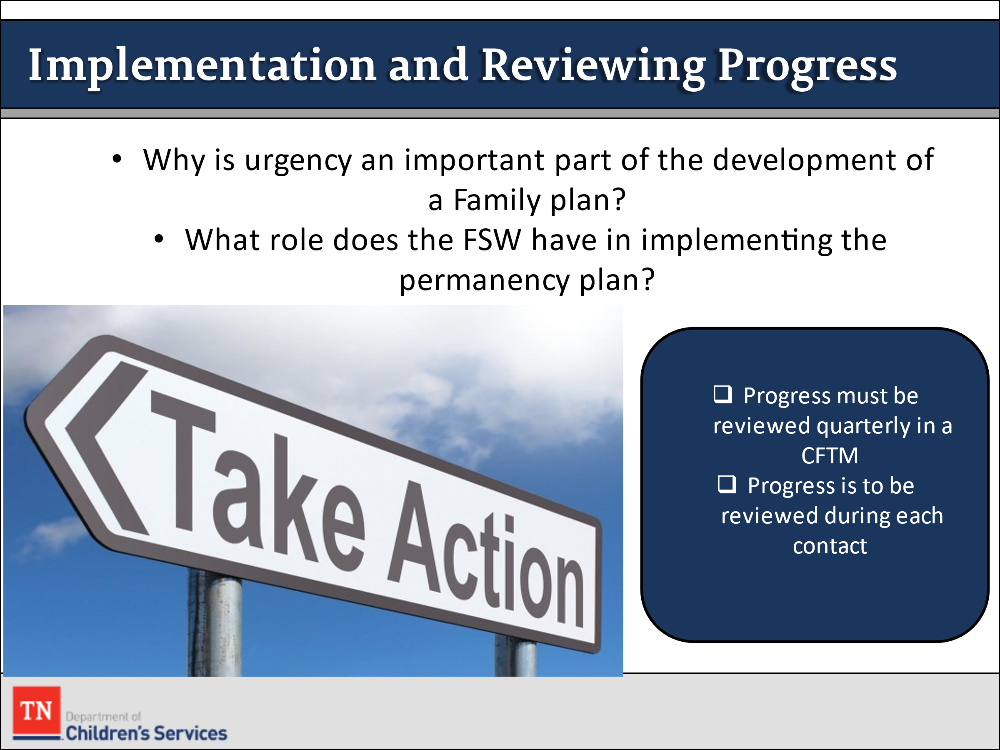 Implementation and Reviewing Progress
• Why is urgency an important part of the development of
a Family plan?
• What role does the FSW have in implementing the
permanency plan?
Take Action
❑ Progress must be
reviewed quarterly in a
CFTM
❑ Progress is to be
reviewed during each
contact
TN
Department of
Children's Services